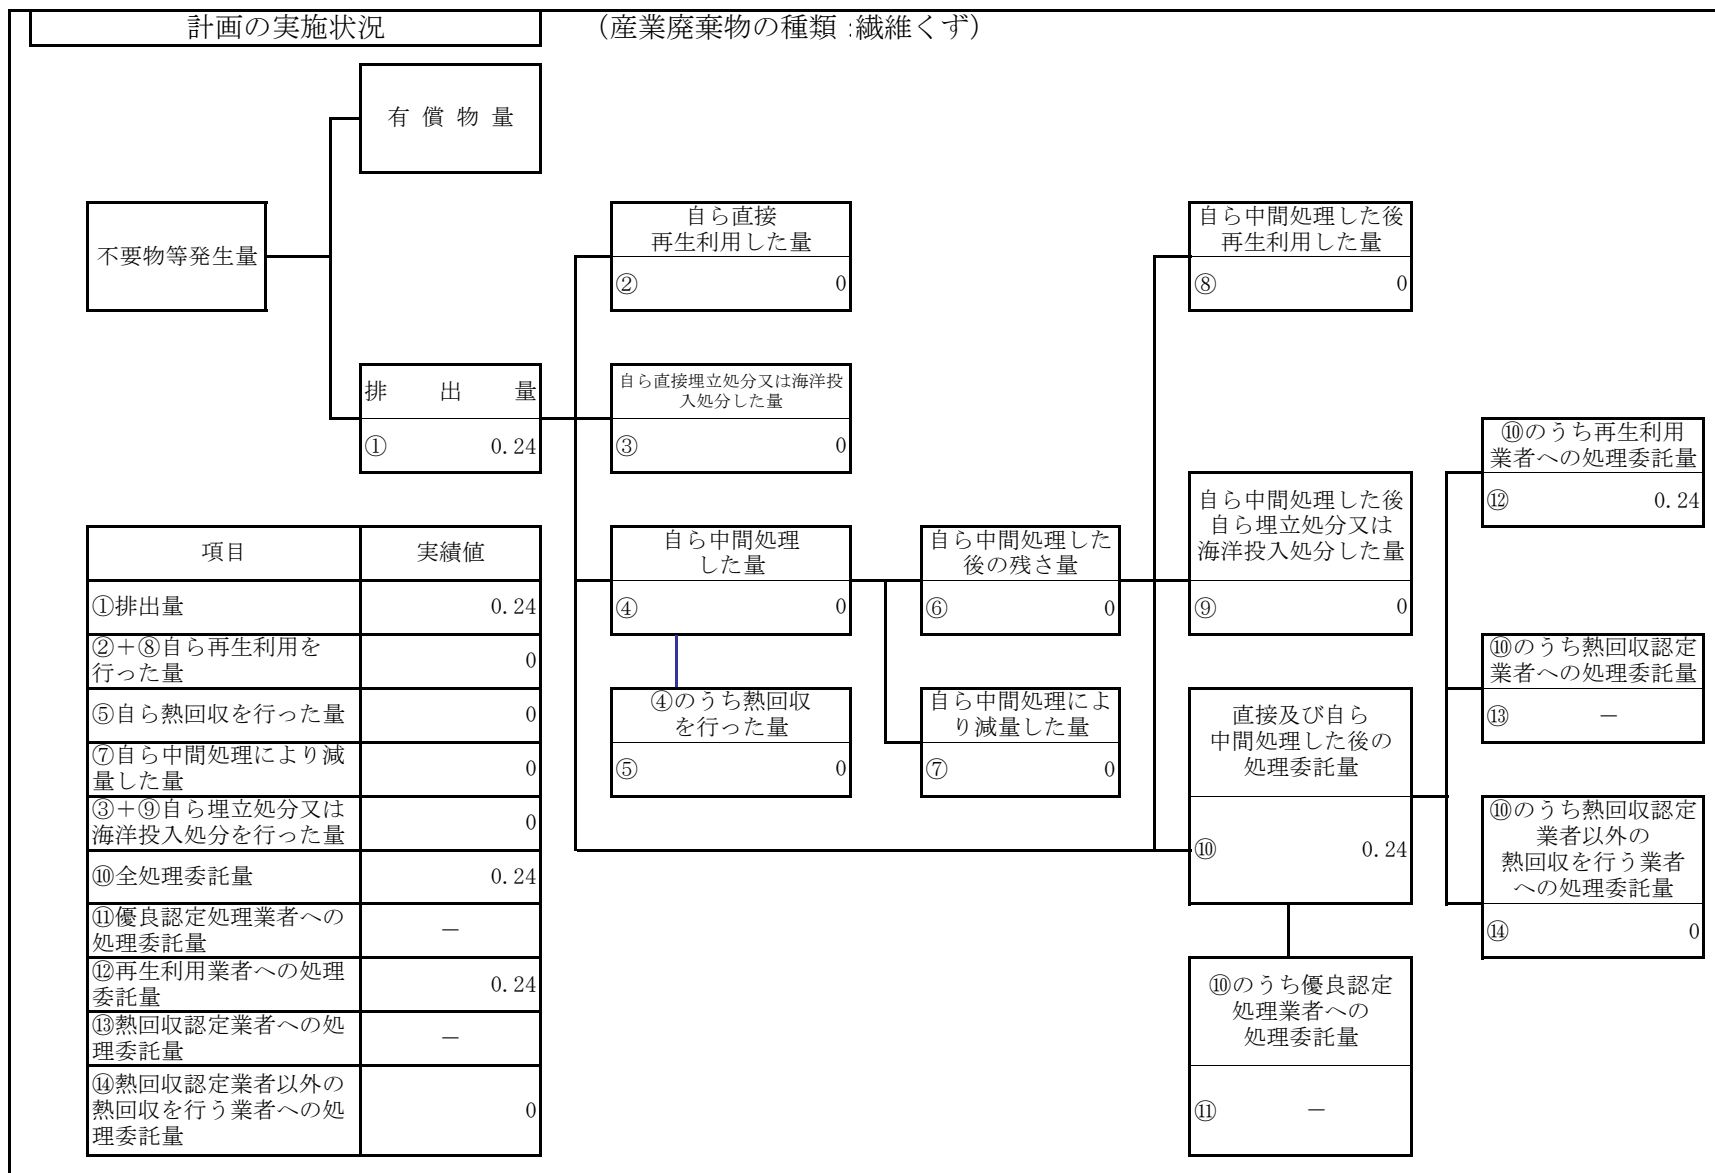 計画の実施状況
（産業廃棄物の種類：繊維くず）
有償物量
不要物等発生量
排出量
① 0.24
自ら直接
再生利用した量
② 0
自ら直接埋立処分又は海洋投
入処分した量
③ 0
自ら中間処理
した量
④ 0
④のうち熱回収
を行った量
⑤ 0
自ら中間処理した
後の残さ量
⑥ 0
自ら中間処理によ
り減量した量
⑦ 0
自ら中間処理した後
再生利用した量
⑧ 0
自ら中間処理した後
自ら埋立処分又は
海洋投入処分した量
⑨ 0
直接及び自ら
中間処理した後の
処理委託量
⑩ 0.24
⑩のうち優良認定
処理業者への
処理委託量
⑪ －
⑩のうち再生利用
業者への処理委託量
⑫ 0.24
⑩のうち熱回収認定
業者への処理委託量
⑬ －
⑩のうち熱回収認定
業者以外の
熱回収を行う業者
への処理委託量
⑭ 0
項目 実績値
①排出量 0.24
②＋⑧自ら再生利用を
行った量 0
⑤自ら熱回収を行った量 0
⑦自ら中間処理により減
量した量 0
③＋⑨自ら埋立処分又は
海洋投入処分を行った量 0
⑩全処理委託量 0.24
⑪優良認定処理業者への
処理委託量 －
⑫再生利用業者への処理
委託量 0.24
⑬熱回収認定業者への処
理委託量 －
⑭熱回収認定業者以外の
熱回収を行う業者への処
理委託量 0